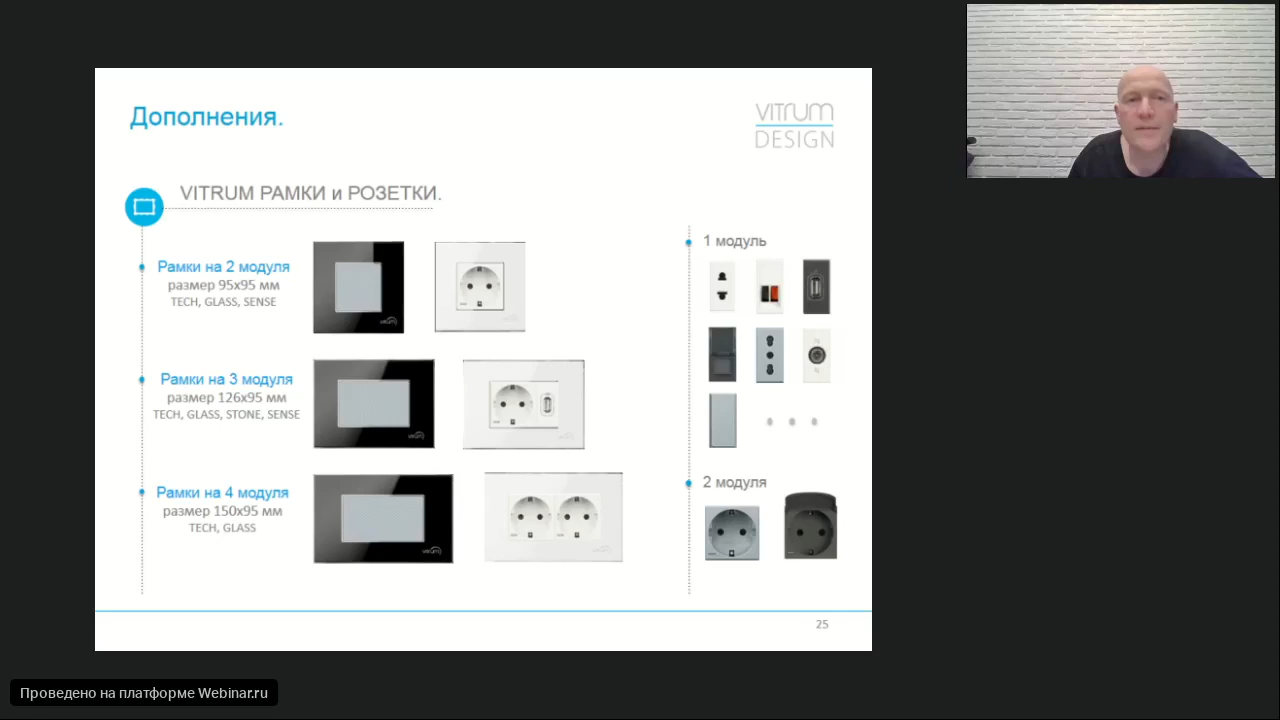 Дополнения.
VITRUM
DESIGN
VITRUM РАМКИ и РОЗЕТКИ.
Рамки на 2 модуля
размер 95x95 мм
TECH, GLASS, SENSE
Рамки на 3 модуля
размер 126x95 мм
TECH, GLASS, STONE, SENSE
Рамки на 4 модуля
размер 150x95 мм
TECH, GLASS
1 модуль
2 модуля
25
Проведено на платформе Webinar.ru